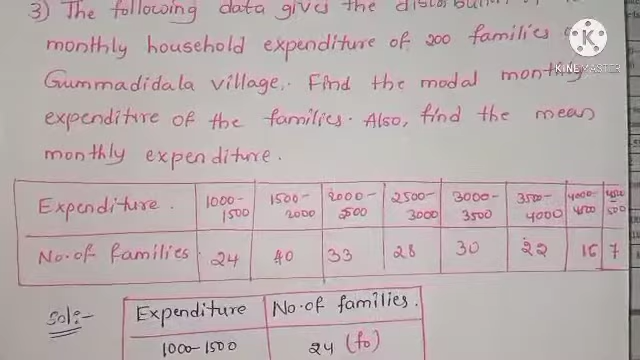 3) The following data gives the
monthly household expenditure of 200 families
Gummadidala village. Find the modal monthly
expenditure of the families. Also, find the mean
monthly expenditure.
Expenditure. 1000-1500 1500-2000 2000-2500 2500-3000 3000-3500 3500-4000 4000-4500
No. of families. 24 40 33 28 30 22 16 7
Sol:- Expenditure No. of families.
1000-1500 24 (f0)
KINEMASTER